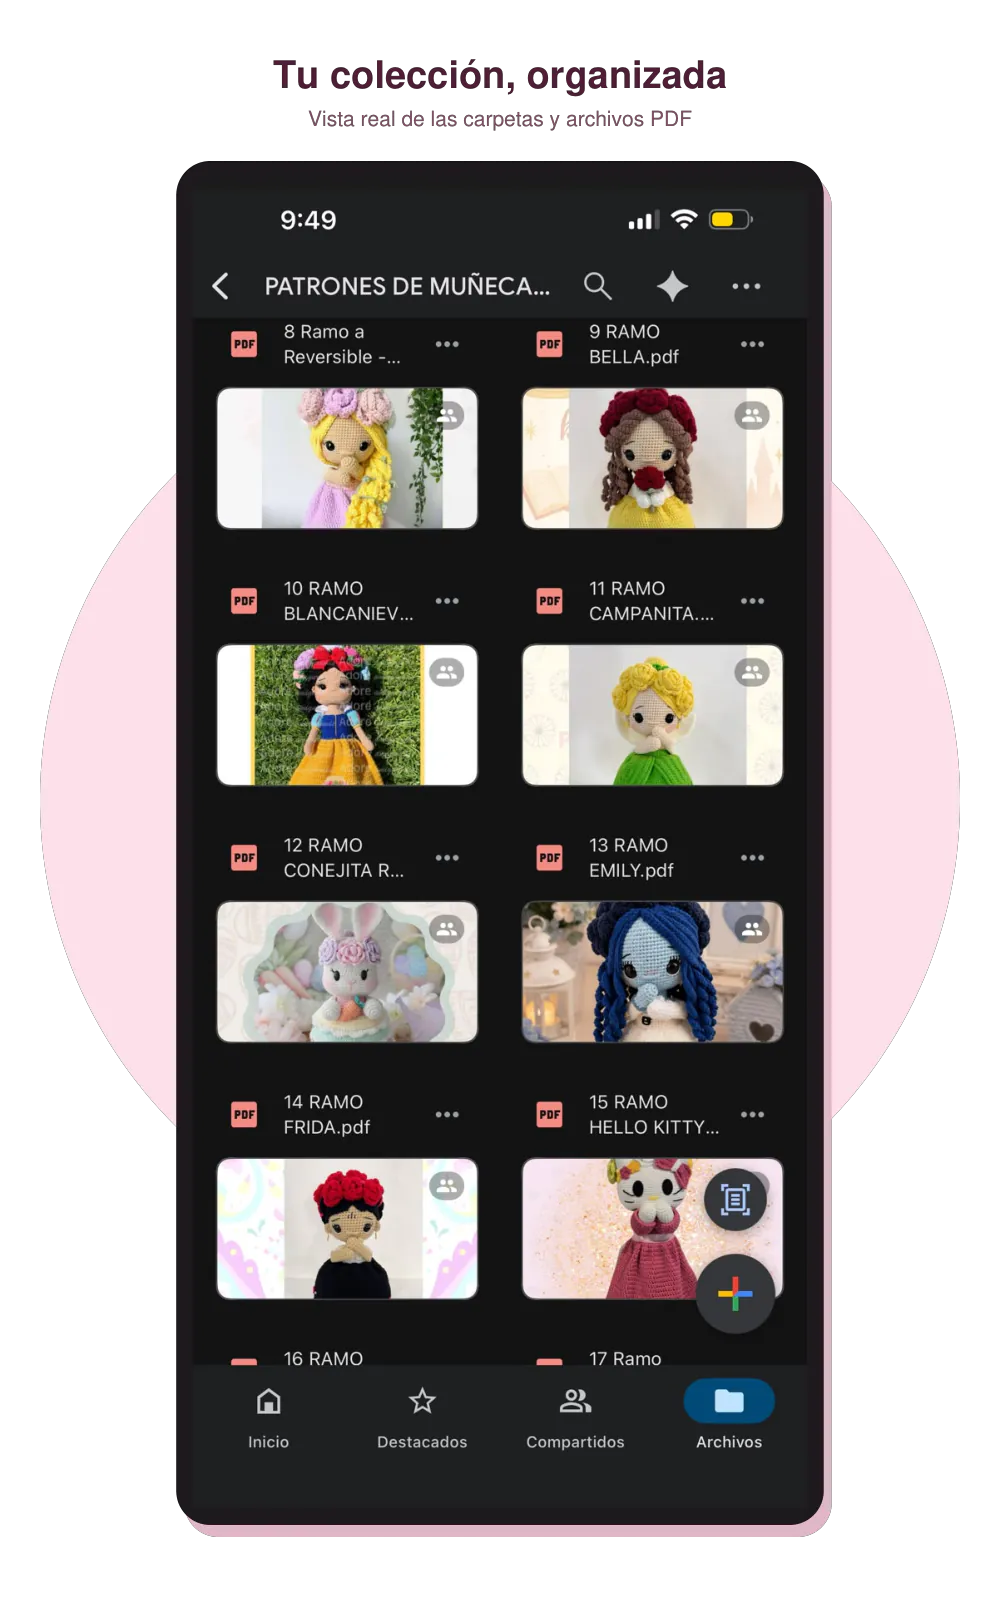 Tu colección, organizada
Vista real de las carpetas y archivos PDF
9:49
PATRONES DE MUÑECA...
PDF
8 Ramo a
Reversible -...
PDF
9 RAMO
BELLA.pdf
PDF
10 RAMO
BLANCANIEV...
PDF
11 RAMO
CAMPANITA....
Adore
PDF
12 RAMO
CONEJITA R...
PDF
13 RAMO
EMILY.pdf
PDF
14 RAMO
FRIDA.pdf
PDF
15 RAMO
HELLO KITTY...
16 RAMO
17 Ramo
Inicio
Destacados
Compartidos
Archivos